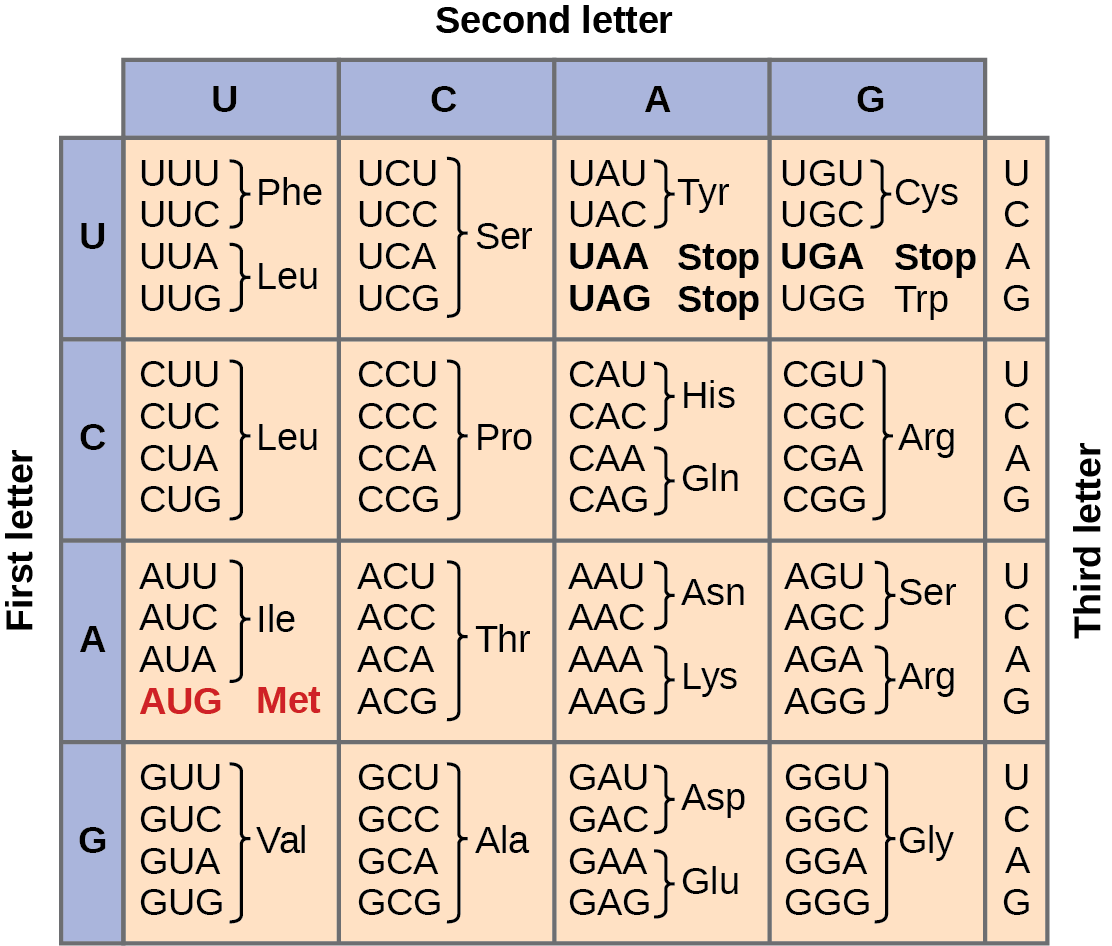 Second letter
U C A G
First letter
Third letter
U
UUU
UUC
Phe
UUA
UUG
Leu
UCU
UCC
UCA
UCG
Ser
UAU
UAC
Tyr
UAA Stop
UAG Stop
UGU
UGC
Cys
UGA Stop
UGG Trp
U
C
A
G
C
CUU
CUC
CUA
CUG
Leu
CCU
CCC
CCA
CCG
Pro
CAU
CAC
His
CAA
CAG
Gln
CGU
CGC
CGA
CGG
Arg
U
C
A
G
A
AUU
AUC
AUA
Ile
AUG Met
ACU
ACC
ACA
ACG
Thr
AAU
AAC
Asn
AAA
AAG
Lys
AGU
AGC
Ser
AGA
AGG
Arg
U
C
A
G
G
GUU
GUC
GUA
GUG
Val
GCU
GCC
GCA
GCG
Ala
GAU
GAC
Asp
GAA
GAG
Glu
GGU
GGC
GGA
GGG
Gly
U
C
A
G